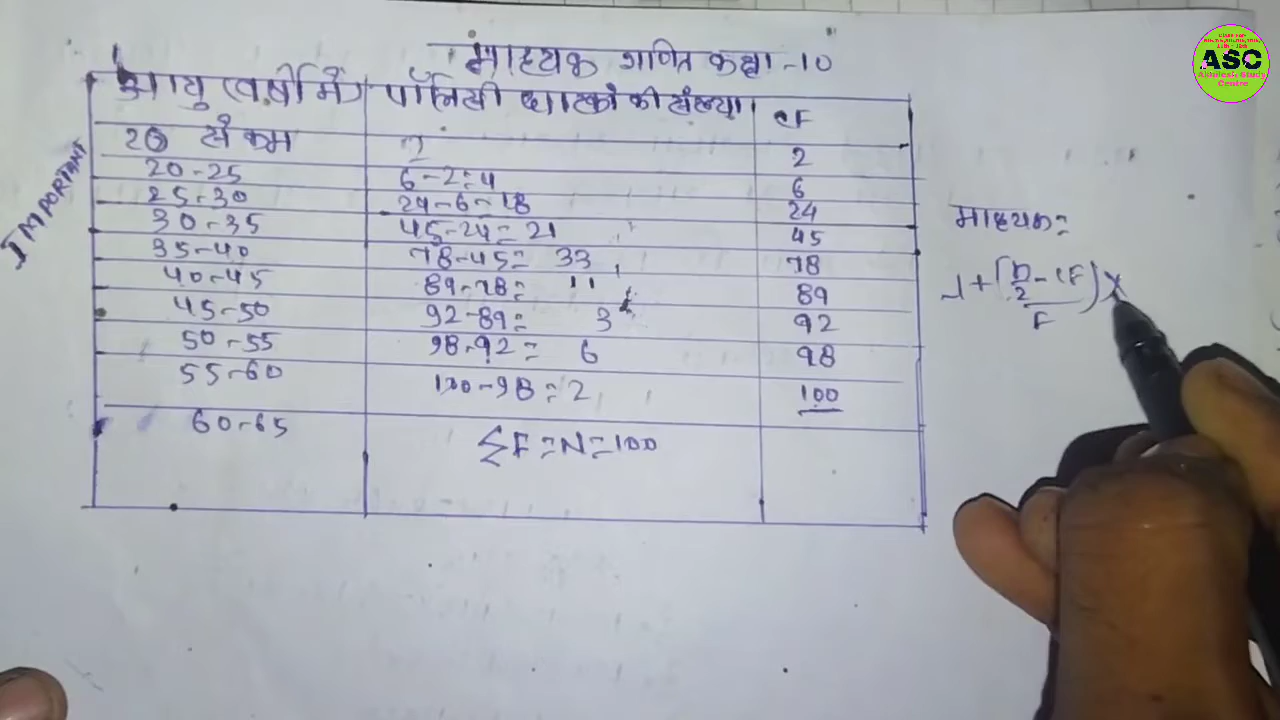 माध्यक गणित कक्षा -10
आयु (वर्षो में) पॉलिसी धारको की संख्या CF
20 से कम 2 2
20-25 6-2=4 6
25-30 24-6=18 24
30-35 45-24=21 45
35-40 78-45= 33 78
40-45 89-78= 11 89
45-50 92-89= 3 92
50-55 98-92= 6 98
55-60 100-98=2 100
60-65 ΣF=N=100
IMPORTANT
माध्यक=
l+(n/2-CF/F)×
ASC
Centre